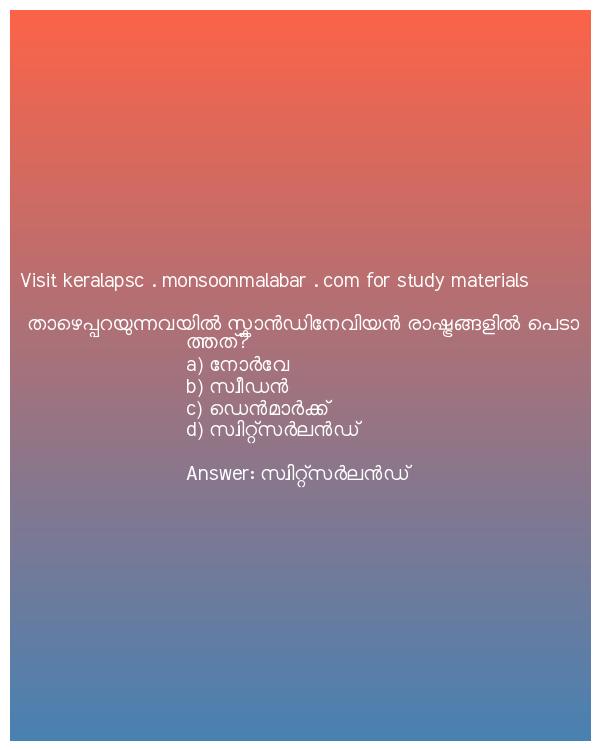 Visit keralapsc . monsoonmalabar . com for study materials
താഴെപ്പറയുന്നവയിൽ സ്കാൻഡിനേവിയൻ രാഷ്ട്രങ്ങളിൽ പെടാ
ത്തത്?
a) നോർവേ
b) സ്വീഡൻ
c) ഡെൻമാർക്ക്
d) സ്വിറ്റ്സർലൻഡ്
Answer: സ്വിറ്റ്സർലൻഡ്